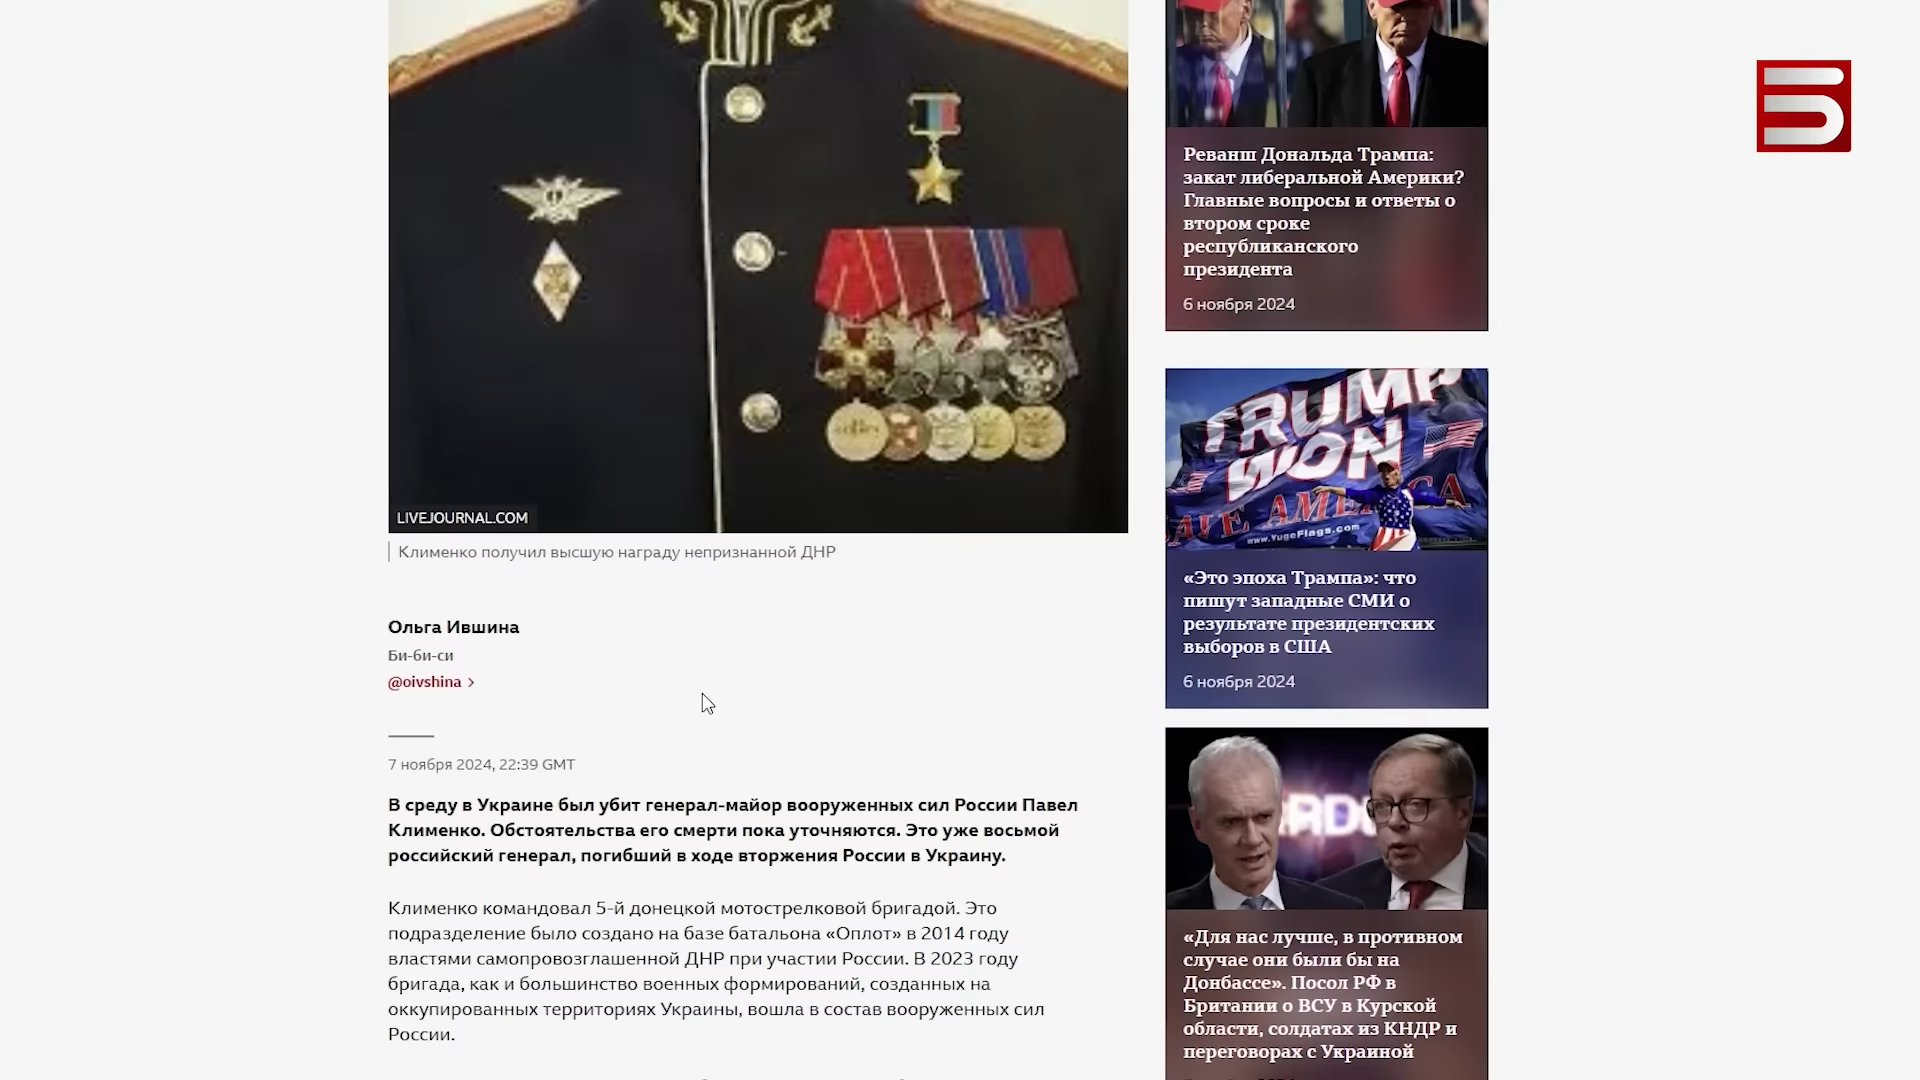 LIVEJOURNAL.COM
Клименко получил высшую награду непризнанной ДНР
Ольга Ившина
Би-би-си
@oivshina
7 ноября 2024, 22:39 GMT
В среду в Украине был убит генерал-майор вооруженных сил России Павел
Клименко. Обстоятельства его смерти пока уточняются. Это уже восьмой
российский генерал, погибший в ходе вторжения России в Украину.
Клименко командовал 5-й донецкой мотострелковой бригадой. Это
подразделение было создано на базе батальона «Оплот» в 2014 году
властями самопровозглашенной ДНР при участии России. В 2023 году
бригада, как и большинство военных формирований, созданных на
оккупированных территориях Украины, вошла в состав вооруженных сил
России.
Реванш Дональда Трампа:
закат либеральной Америки?
Главные вопросы и ответы о
втором сроке
республиканского
президента
6 ноября 2024
TRUMP
WON
SAVE AMERICA
www.YugeFlags.com
«Это эпоха Трампа»: что
пишут западные СМИ о
результате президентских
выборов в США
6 ноября 2024
«Для нас лучше, в противном
случае они были бы на
Донбассе». Посол РФ в
Британии о ВСУ в Курской
области, солдатах из КНДР и
переговорах с Украиной
5